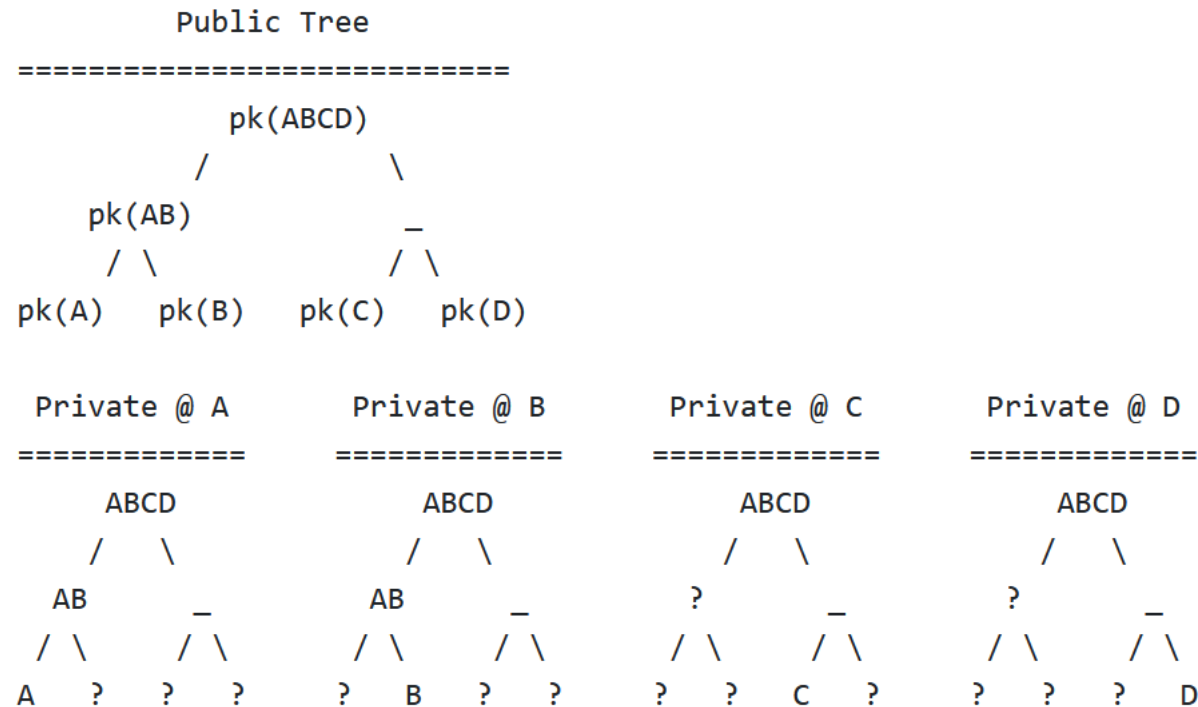 Public Tree
============================
            pk(ABCD)
          /          \
    pk(AB)            _
     / \             / \
pk(A)   pk(B)   pk(C)   pk(D)

 Private @ A       Private @ B       Private @ C       Private @ D
=============     =============     =============     =============
     ABCD              ABCD              ABCD              ABCD
    /   \             /   \             /   \             /   \
  AB      _         AB      _         ?       _         ?       _
 / \     / \       / \     / \       / \     / \       / \     / \
A   ?   ?   ?     ?   B   ?   ?     ?   ?   C   ?     ?   ?   ?   D